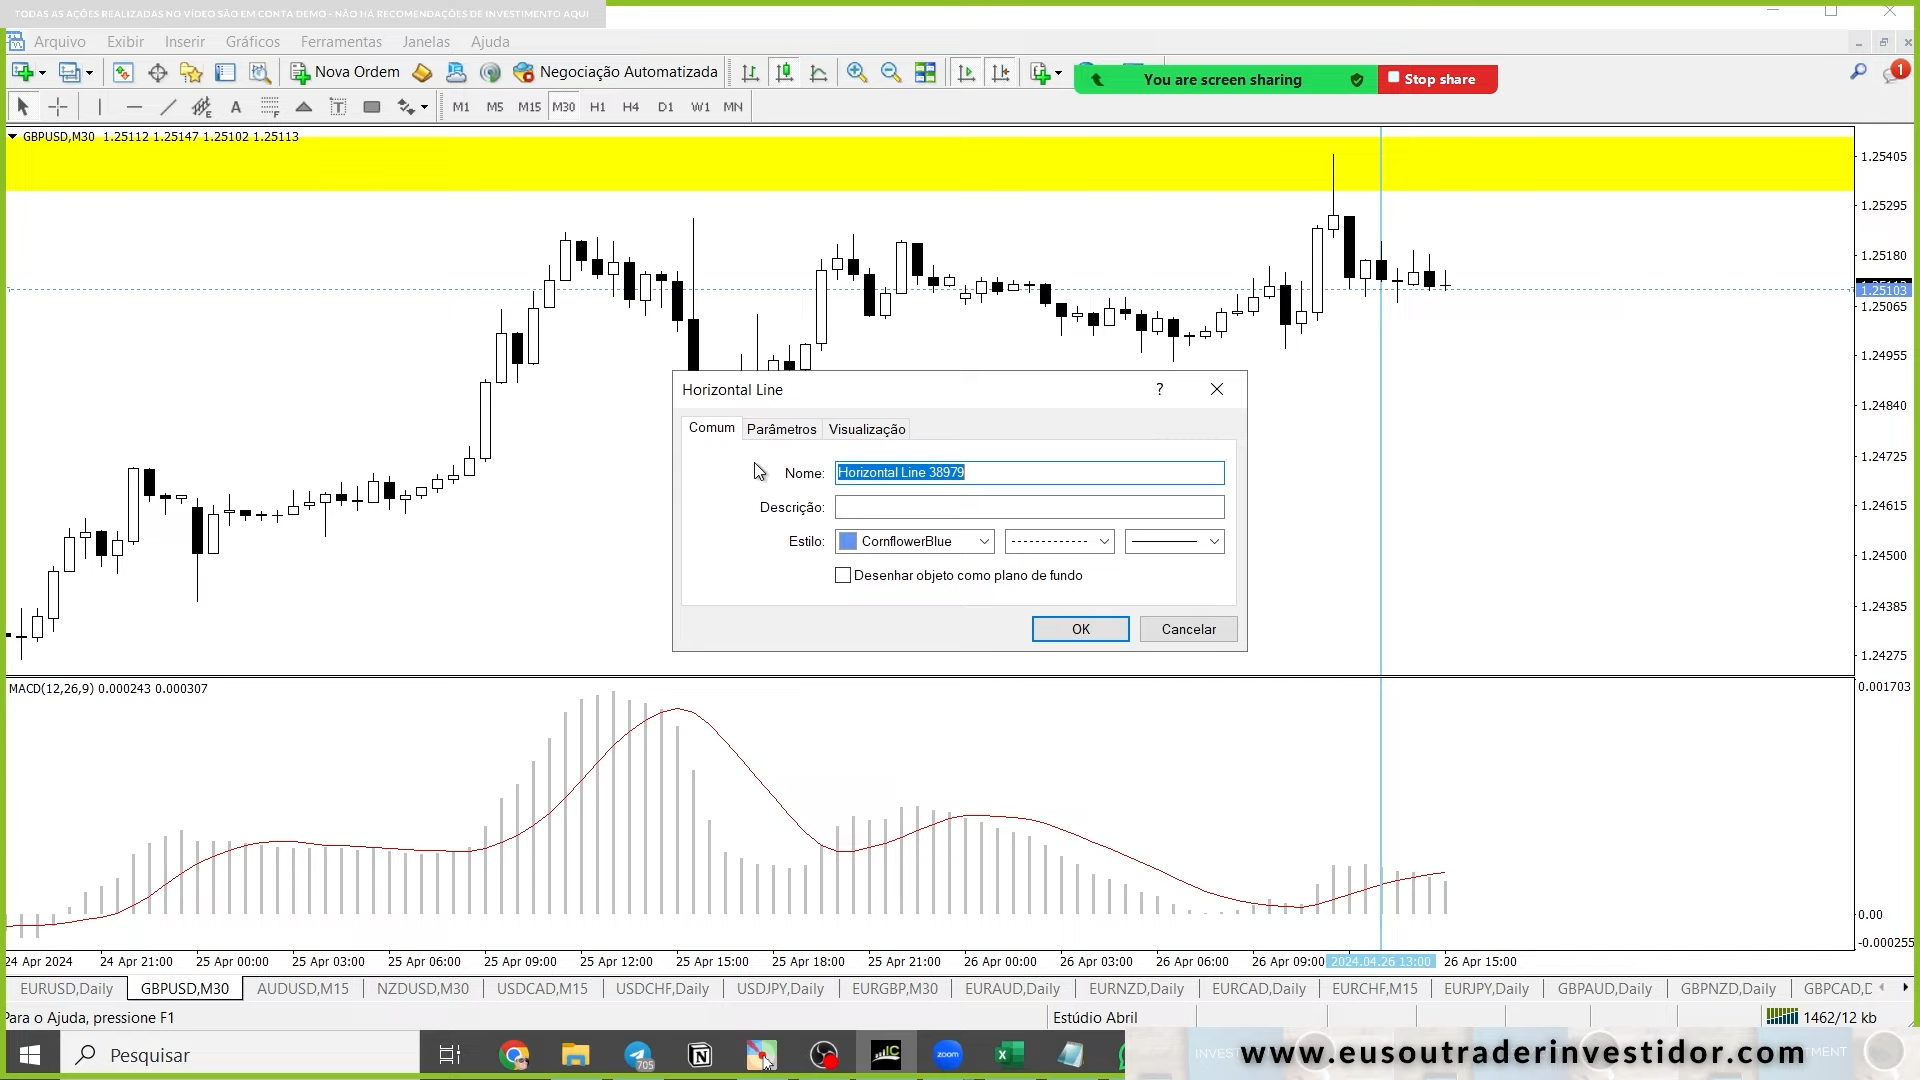 TODAS AS AÇÕES REALIZADAS NO VÍDEO SÃO EM CONTA DEMO - NÃO HÁ RECOMENDAÇÕES DE INVESTIMENTO AQUI
Arquivo Exibir Inserir Gráficos Ferramentas Janelas Ajuda
Nova Ordem Negociação Automatizada
You are screen sharing Stop share
1
A M1 M5 M15 M30 H1 H4 D1 W1 MN
GBPUSD,M30 1.25112 1.25147 1.25102 1.25113
1.25405
1.25295
1.25180
1.25103
1.25065
1.24955
1.24840
1.24725
1.24615
1.24500
1.24385
1.24275
Horizontal Line ?
Comum Parâmetros Visualização
Nome: Horizontal Line 38979
Descrição:
Estilo: CornflowerBlue
Desenhar objeto como plano de fundo
OK Cancelar
MACD(12,26,9) 0.000243 0.000307
0.001703
0.00
-0.000255
24 Apr 2024 24 Apr 21:00 25 Apr 00:00 25 Apr 03:00 25 Apr 06:00 25 Apr 09:00 25 Apr 12:00 25 Apr 15:00 25 Apr 18:00 25 Apr 21:00 26 Apr 00:00 26 Apr 03:00 26 Apr 06:00 26 Apr 09:00 2024.04.26 13:00 26 Apr 15:00
EURUSD,Daily GBPUSD,M30 AUDUSD,M15 NZDUSD,M30 USDCAD,M15 USDCHF,Daily USDJPY,Daily EURGBP,M30 EURAUD,Daily EURNZD,Daily EURCAD,Daily EURCHF,M15 EURJPY,Daily GBPAUD,Daily GBPNZD,Daily GBPCAD,D
Para o Ajuda, pressione F1 Estúdio Abril 1462/12 kb
Pesquisar 705 zoom
www.eusoutraderinvestidor.com